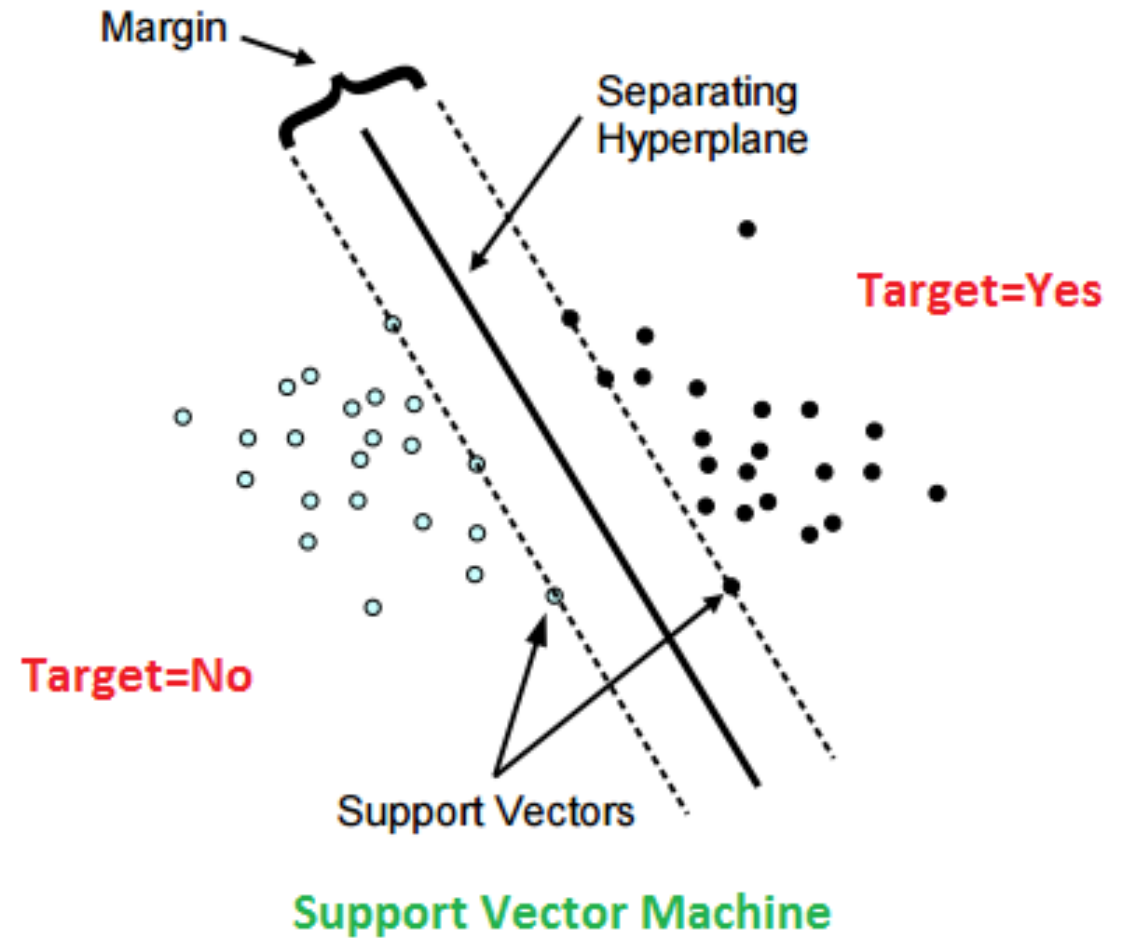 Margin
Separating
Hyperplane
Target=Yes
Target=No
Support Vectors
Support Vector Machine